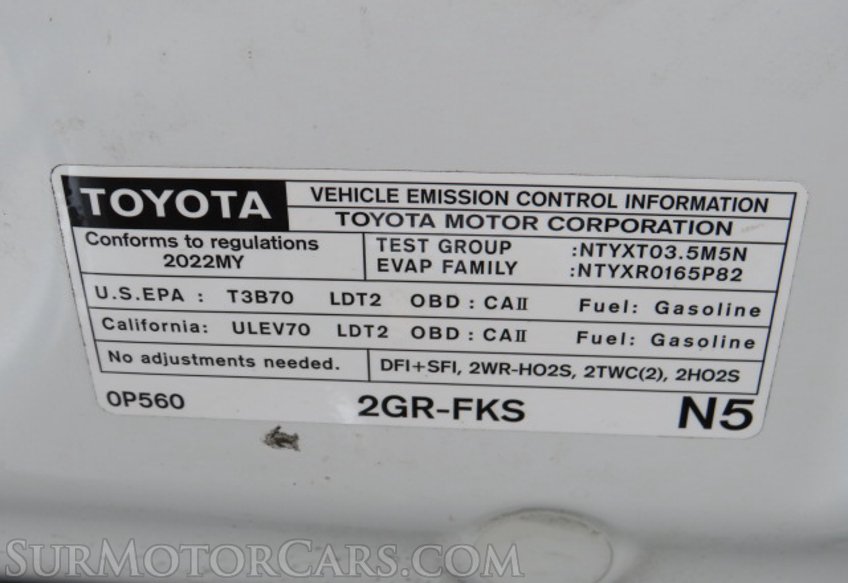 TOYOTA
VEHICLE EMISSION CONTROL INFORMATION
TOYOTA MOTOR CORPORATION
Conforms to regulations
2022MY
TEST GROUP :NTYXT03.5M5N
EVAP FAMILY :NTYXR0165P82
U.S.EPA : T3B70 LDT2 OBD : CAII Fuel: Gasoline
California: ULEV70 LDT2 OBD : CAII Fuel: Gasoline
No adjustments needed. DFI+SFI, 2WR-HO2S, 2TWC(2), 2HO2S
0P560 2GR-FKS N5
SurMotorCars.com